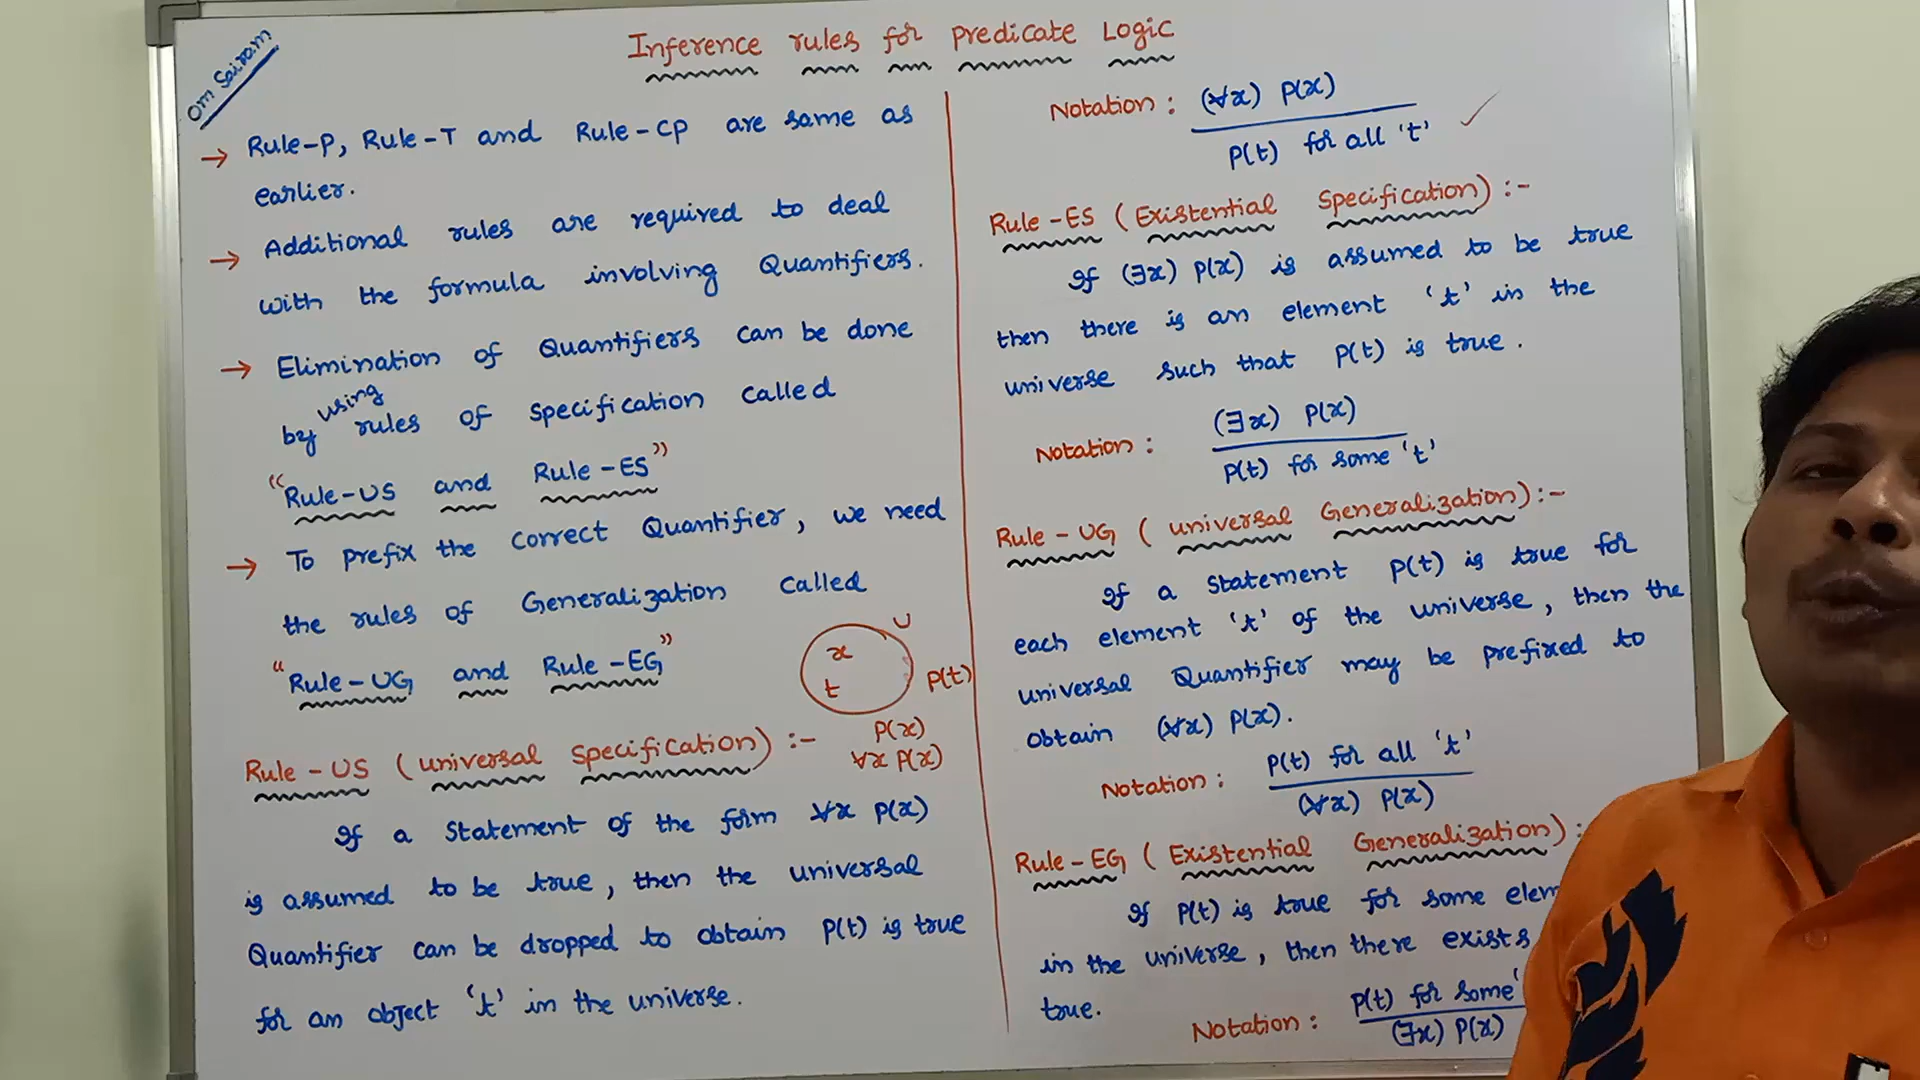 Om Sairam
Inference rules for predicate Logic
→ Rule-P, Rule-T and Rule-CP are same as
earlier.
→ Additional rules are required to deal
with the formula involving Quantifiers.
→ Elimination of Quantifiers can be done
by using rules of specification called
"Rule-US and Rule-ES"
→ To prefix the correct Quantifier, we need
the rules of Generalization called
"Rule-UG and Rule-EG"
U
x
t
P(t)
P(x)
∀x P(x)
Rule-US (universal Specification) :-
If a statement of the form ∀x P(x)
is assumed to be true, then the universal
Quantifier can be dropped to obtain P(t) is true
for an object 't' in the universe.
Notation : (∀x) P(x)
P(t) for all 't'
Rule-ES (Existential Specification) :-
If (∃x) P(x) is assumed to be true
then there is an element 't' in the
universe such that P(t) is true.
(∃x) P(x)
Notation :
P(t) for some 't'
Rule-UG (universal Generalization) :-
If a statement P(t) is true for
each element 't' of the universe, then the
universal Quantifier may be prefixed to
obtain (∀x) P(x).
P(t) for all 't'
Notation :
(∀x) P(x)
Rule-EG (Existential Generalization) :
If P(t) is true for some elem
in the universe, then there exists
true.
P(t) for some '
Notation :
(∃x) P(x)